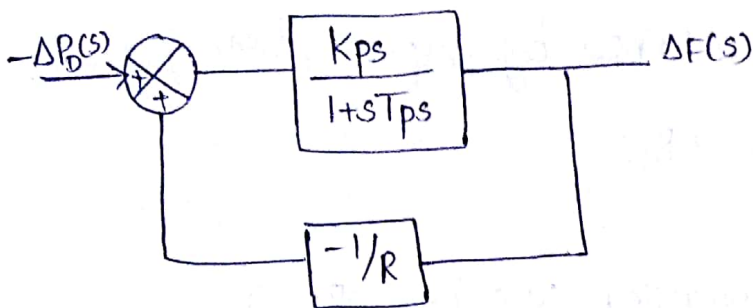 -ΔP_D(s)
+
+
Kps
1+sTps
ΔF(s)
-1/R